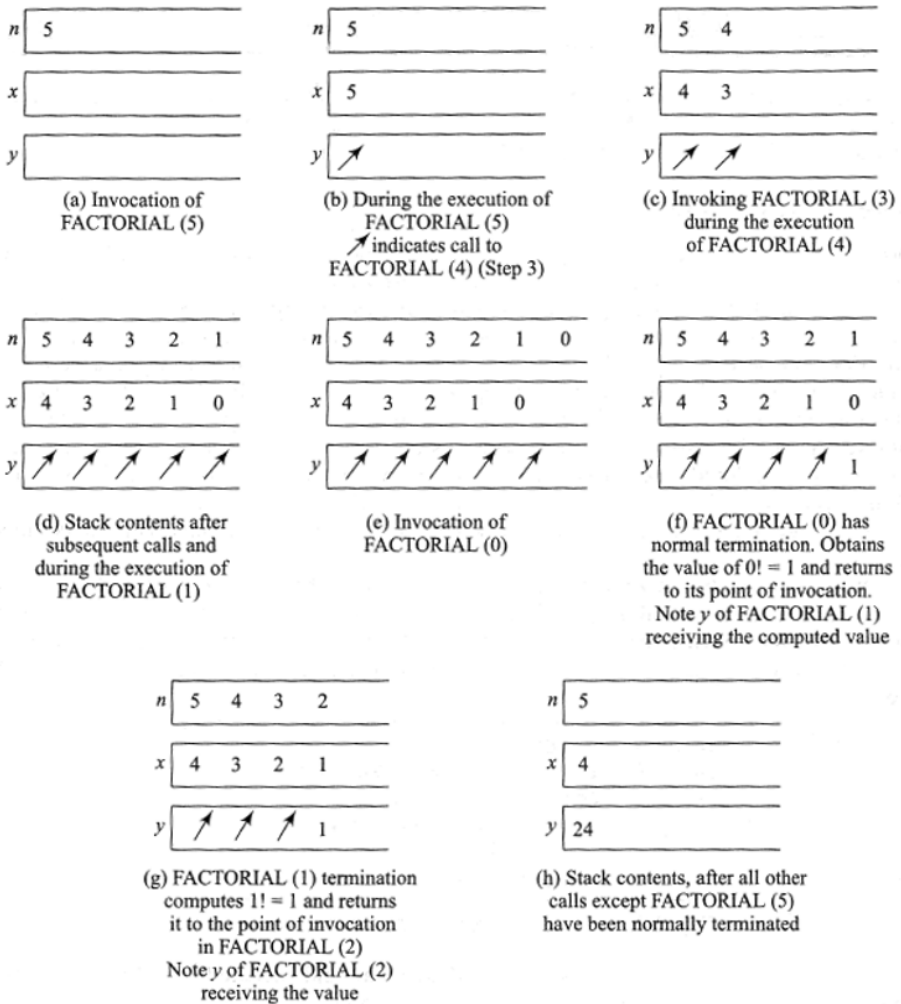 n 5
x
y
(a) Invocation of
FACTORIAL (5)
n 5
x 5
y
(b) During the execution of
FACTORIAL (5)
indicates call to
FACTORIAL (4) (Step 3)
n 5 4
x 4 3
y
(c) Invoking FACTORIAL (3)
during the execution
of FACTORIAL (4)
n 5 4 3 2 1
x 4 3 2 1 0
y
(d) Stack contents after
subsequent calls and
during the execution of
FACTORIAL (1)
n 5 4 3 2 1 0
x 4 3 2 1 0
y
(e) Invocation of
FACTORIAL (0)
n 5 4 3 2 1
x 4 3 2 1 0
y 1
(f) FACTORIAL (0) has
normal termination. Obtains
the value of 0! = 1 and returns
to its point of invocation.
Note y of FACTORIAL (1)
receiving the computed value
n 5 4 3 2
x 4 3 2 1
y 1
(g) FACTORIAL (1) termination
computes 1! = 1 and returns
it to the point of invocation
in FACTORIAL (2)
Note y of FACTORIAL (2)
receiving the value
n 5
x 4
y 24
(h) Stack contents, after all other
calls except FACTORIAL (5)
have been normally terminated